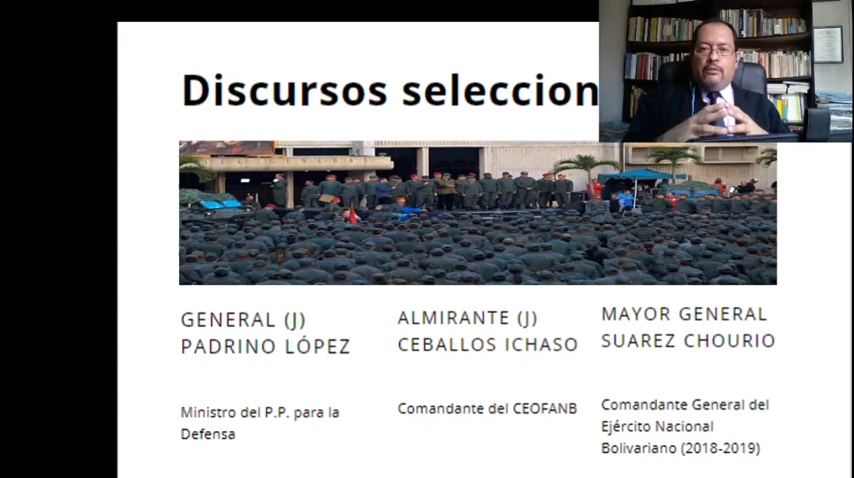 Discursos seleccion
GENERAL (J)
PADRINO LÓPEZ
ALMIRANTE (J)
CEBALLOS ICHASO
MAYOR GENERAL
SUAREZ CHOURIO
Ministro del P.P. para la
Defensa
Comandante del CEOFANB
Comandante General del
Ejército Nacional
Bolivariano (2018-2019)